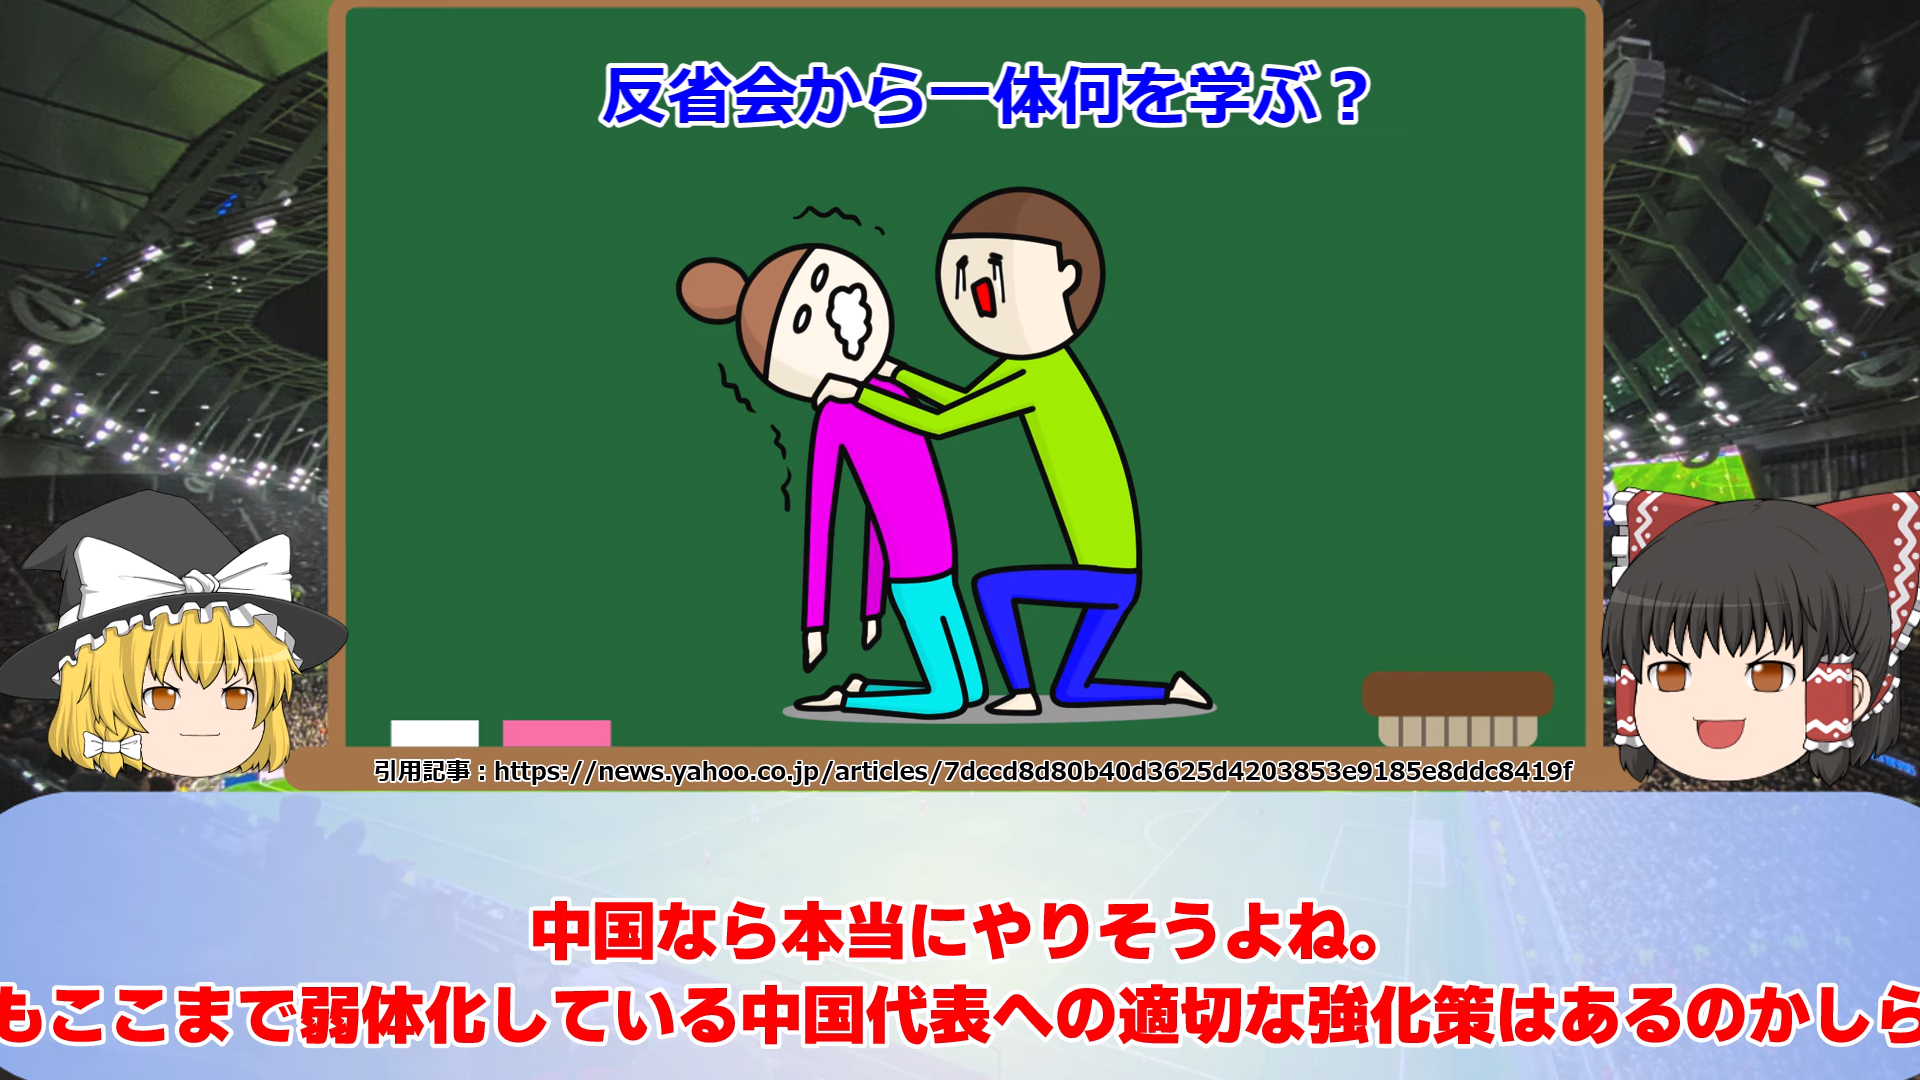 反省会から一体何を学ぶ？
引用記事：https://news.yahoo.co.jp/articles/7dccd8d80b40d3625d4203853e9185e8ddc8419f
中国なら本当にやりそうよね。
もここまで弱体化している中国代表への適切な強化策はあるのかしら